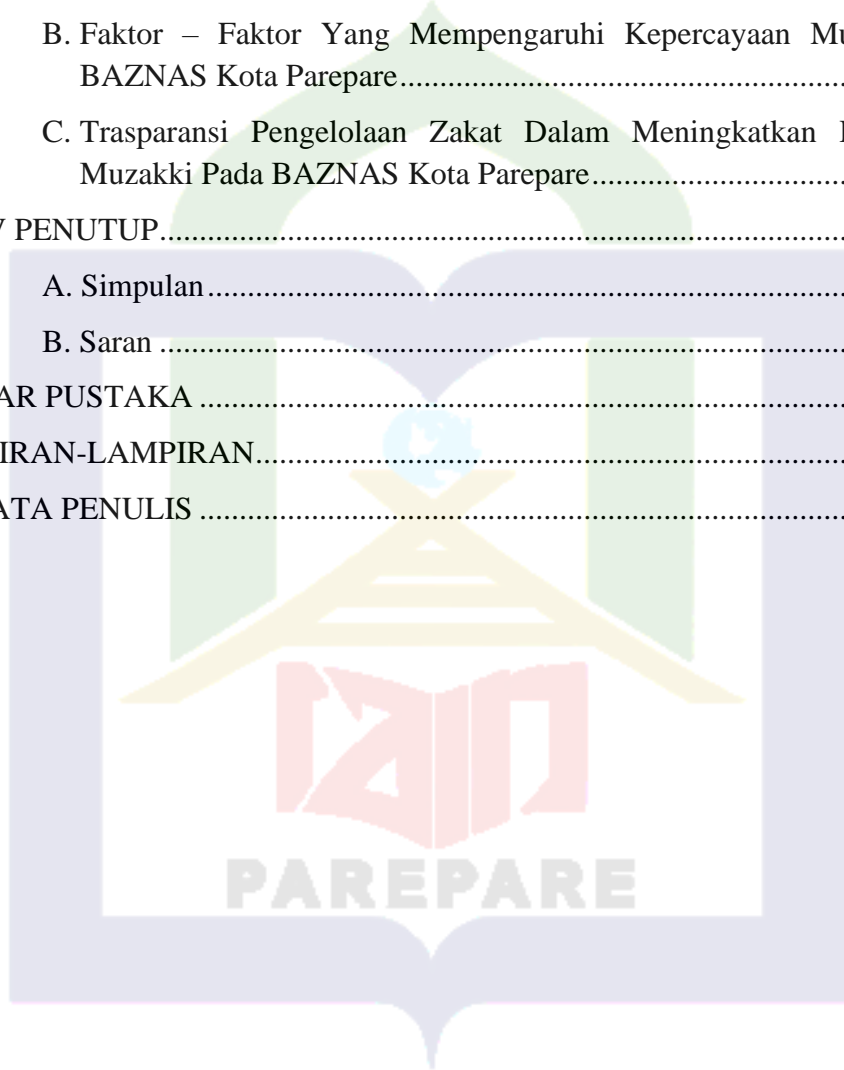 B. Faktor – Faktor Yang Mempengaruhi Kepercayaan Mu
BAZNAS Kota Parepare.............................................................
C. Trasparansi Pengelolaan Zakat Dalam Meningkatkan
Muzakki Pada BAZNAS Kota Parepare....................................
PENUTUP.........................................................................................
A. Simpulan.....................................................................................
B. Saran ...........................................................................................
AR PUSTAKA ....................................................................................
IRAN-LAMPIRAN.............................................................................
ATA PENULIS ....................................................................................
iain
PAREPARE